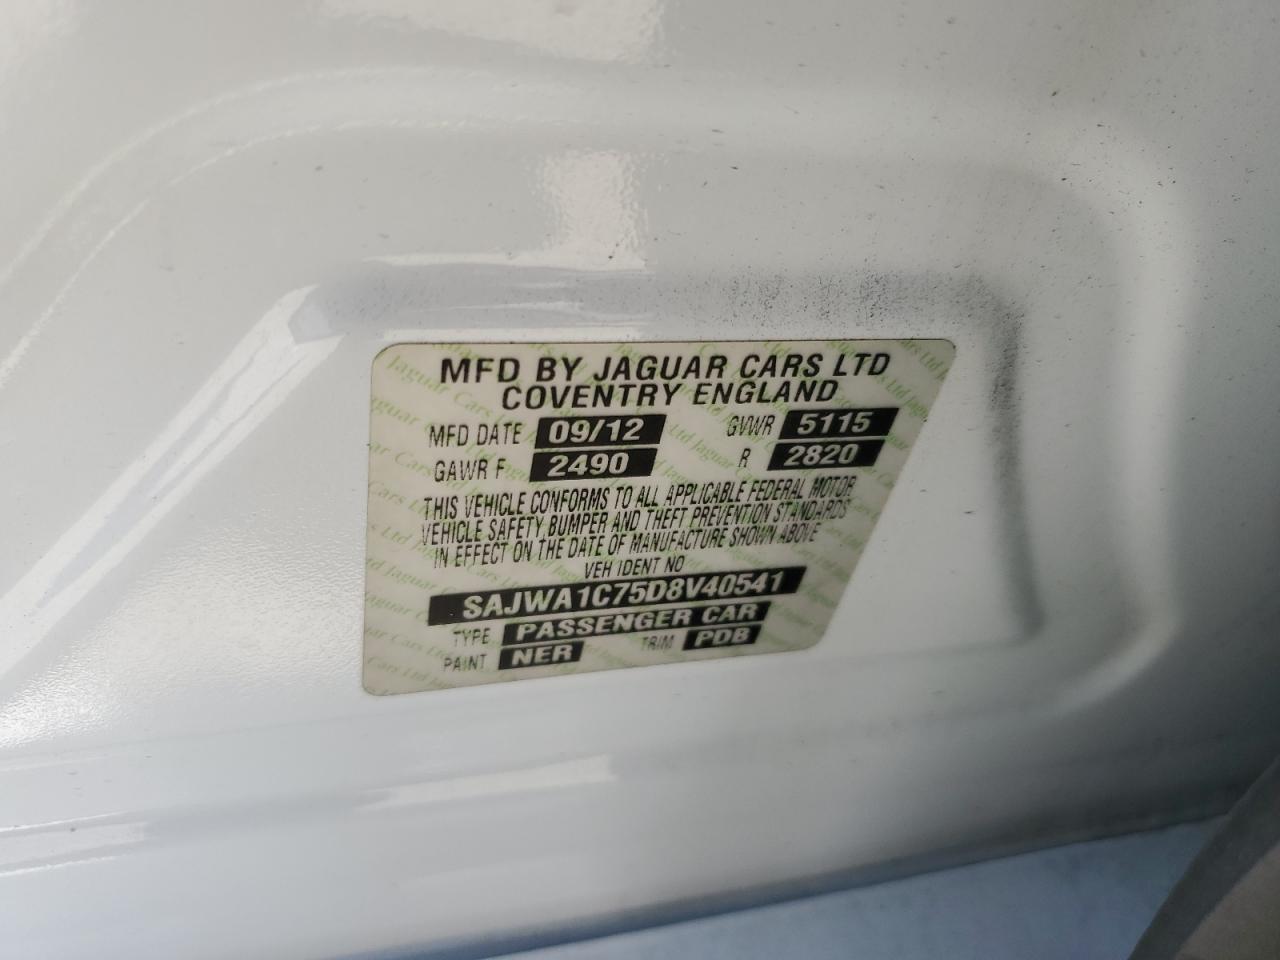 MFD BY JAGUAR CARS LTD
COVENTRY ENGLAND
MFD DATE 09/12 GVWR 5115
GAWR F 2490 R 2820
THIS VEHICLE CONFORMS TO ALL APPLICABLE FEDERAL MOTOR
VEHICLE SAFETY, BUMPER AND THEFT PREVENTION STANDARDS
IN EFFECT ON THE DATE OF MANUFACTURE SHOWN ABOVE
VEH IDENT NO
SAJWA1C75D8V40541
TYPE PASSENGER CAR
PAINT NER TRIM PDB